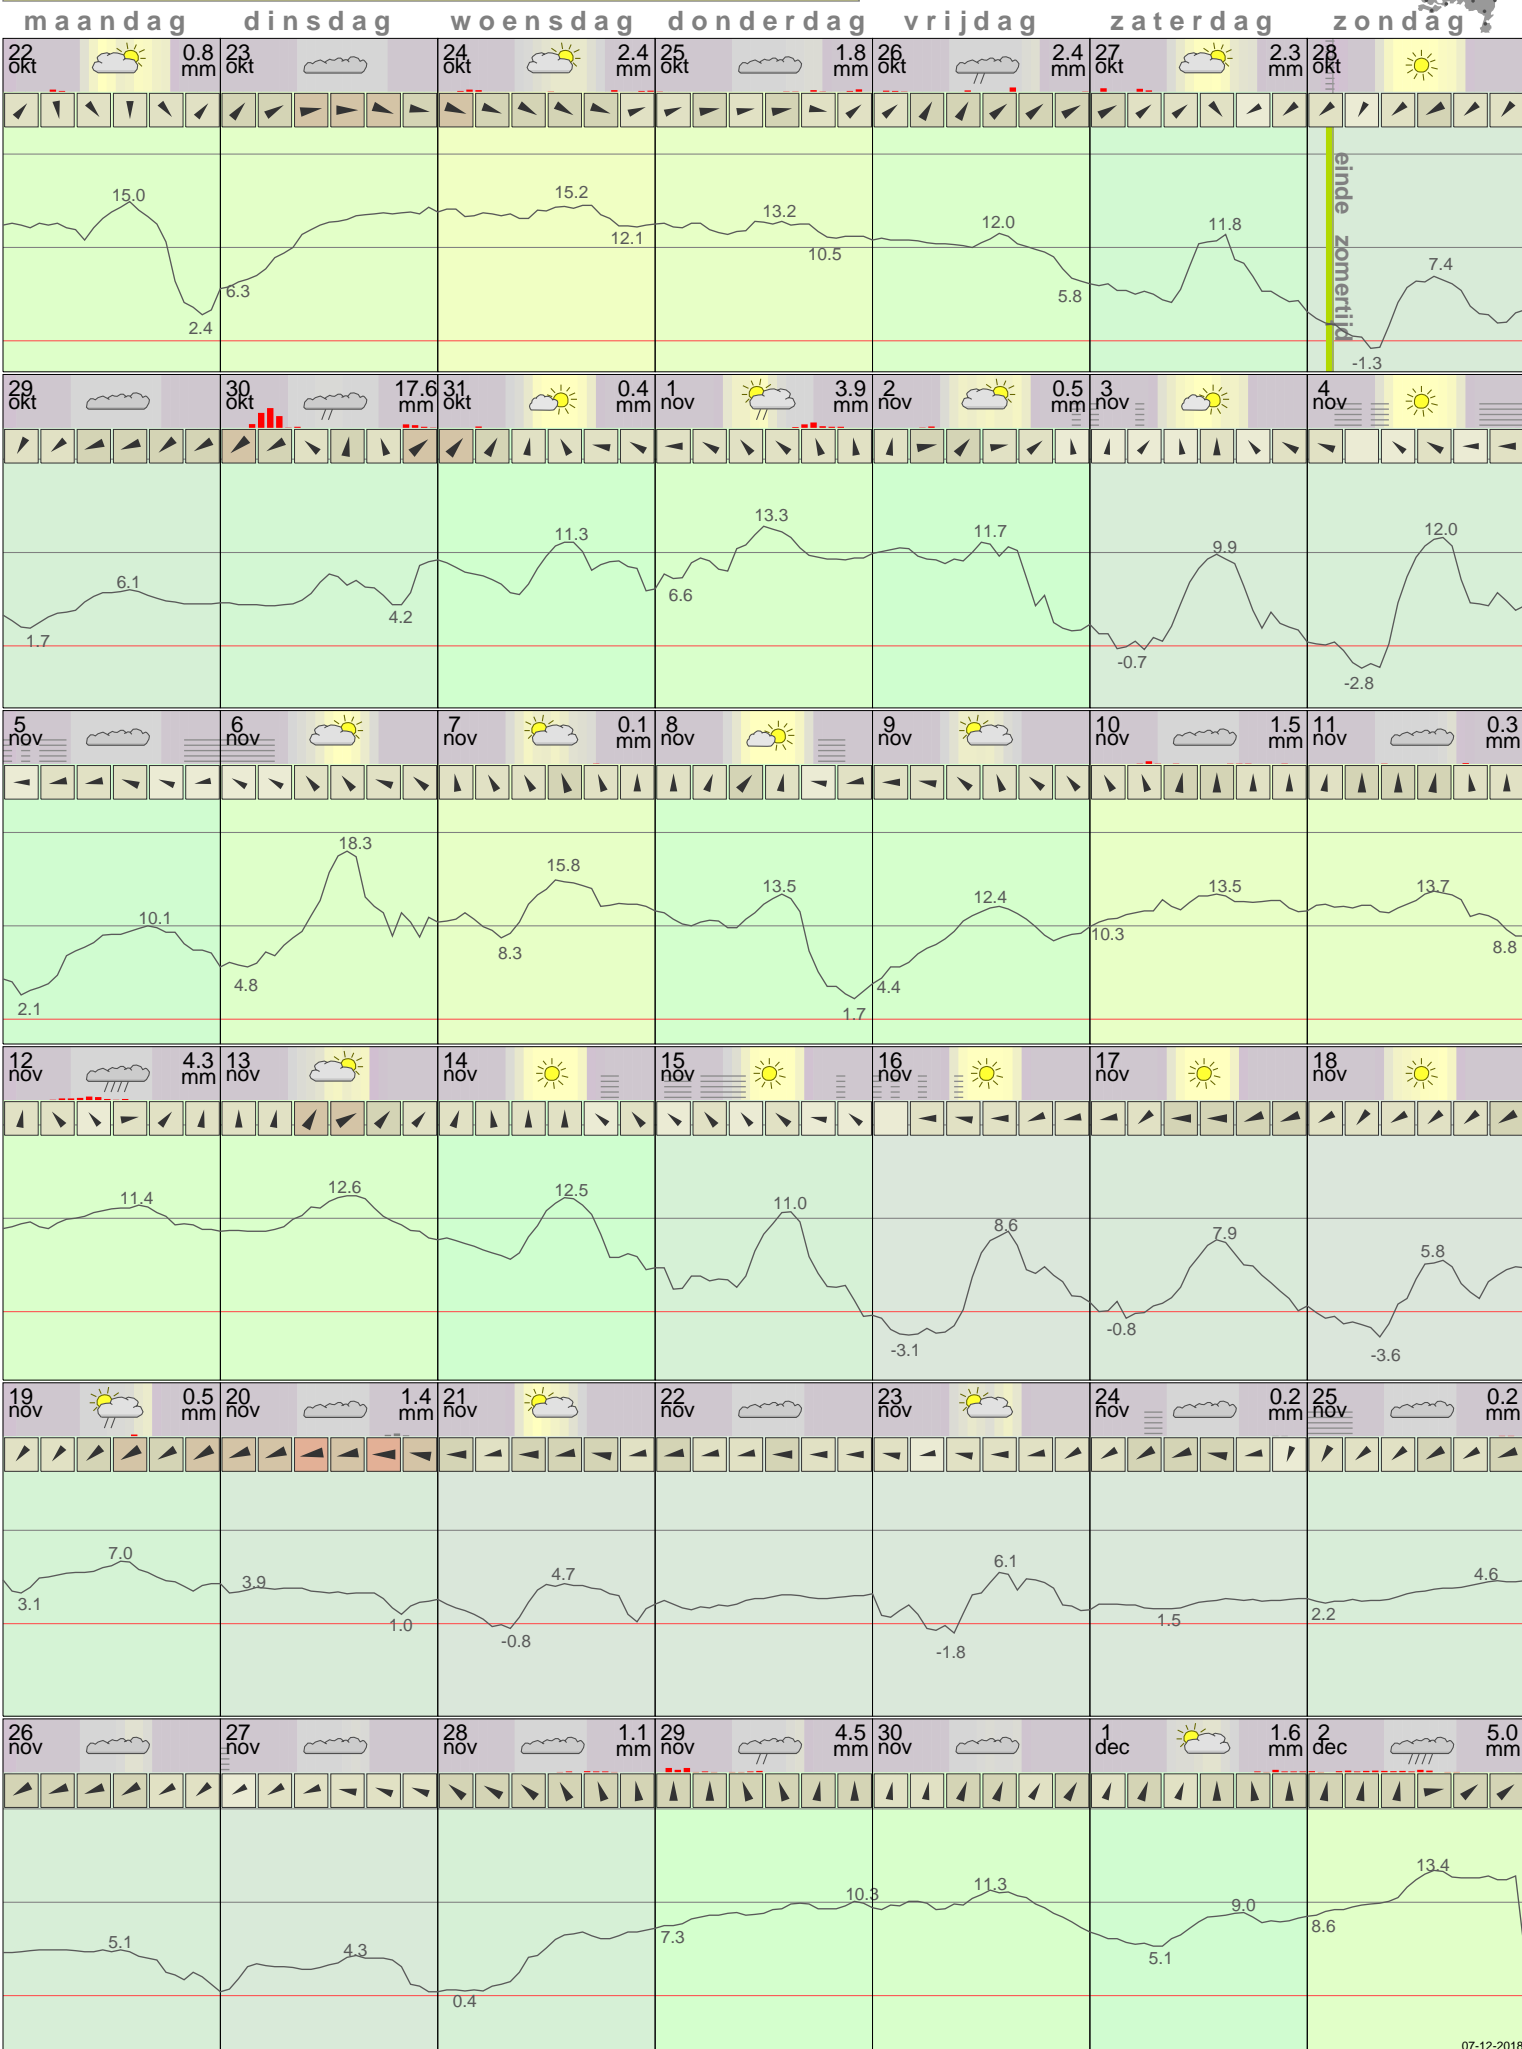 maandag dinsdag woensdag donderdag vrijdag zaterdag zondag
22 okt 0.8 mm 23 okt 24 okt 2.4 mm 25 okt 1.8 mm 26 okt 2.4 mm 27 okt 2.3 mm 28 okt
15.0 2.4 6.3 15.2 12.1 13.2 10.5 12.0 5.8 11.8 einde zomertijd 7.4 -1.3
29 okt 30 okt 17.6 mm 31 okt 0.4 mm 1 nov 3.9 mm 2 nov 0.5 mm 3 nov 4 nov
1.7 6.1 4.2 11.3 6.6 13.3 11.7 -0.7 9.9 -2.8 12.0
5 nov 6 nov 7 nov 0.1 mm 8 nov 9 nov 10 nov 1.5 mm 11 nov 0.3 mm
2.1 10.1 4.8 18.3 8.3 15.8 13.5 1.7 4.4 12.4 10.3 13.5 13.7 8.8
12 nov 4.3 mm 13 nov 14 nov 15 nov 16 nov 17 nov 18 nov
11.4 12.6 12.5 11.0 -3.1 8.6 -0.8 7.9 -3.6 5.8
19 nov 0.5 mm 20 nov 1.4 mm 21 nov 22 nov 23 nov 24 nov 0.2 mm 25 nov 0.2 mm
3.1 7.0 3.9 1.0 -0.8 4.7 -1.8 6.1 1.5 2.2 4.6
26 nov 27 nov 28 nov 1.1 mm 29 nov 4.5 mm 30 nov 1 dec 1.6 mm 2 dec 5.0 mm
5.1 4.3 0.4 7.3 10.3 11.3 5.1 9.0 8.6 13.4
07-12-2018